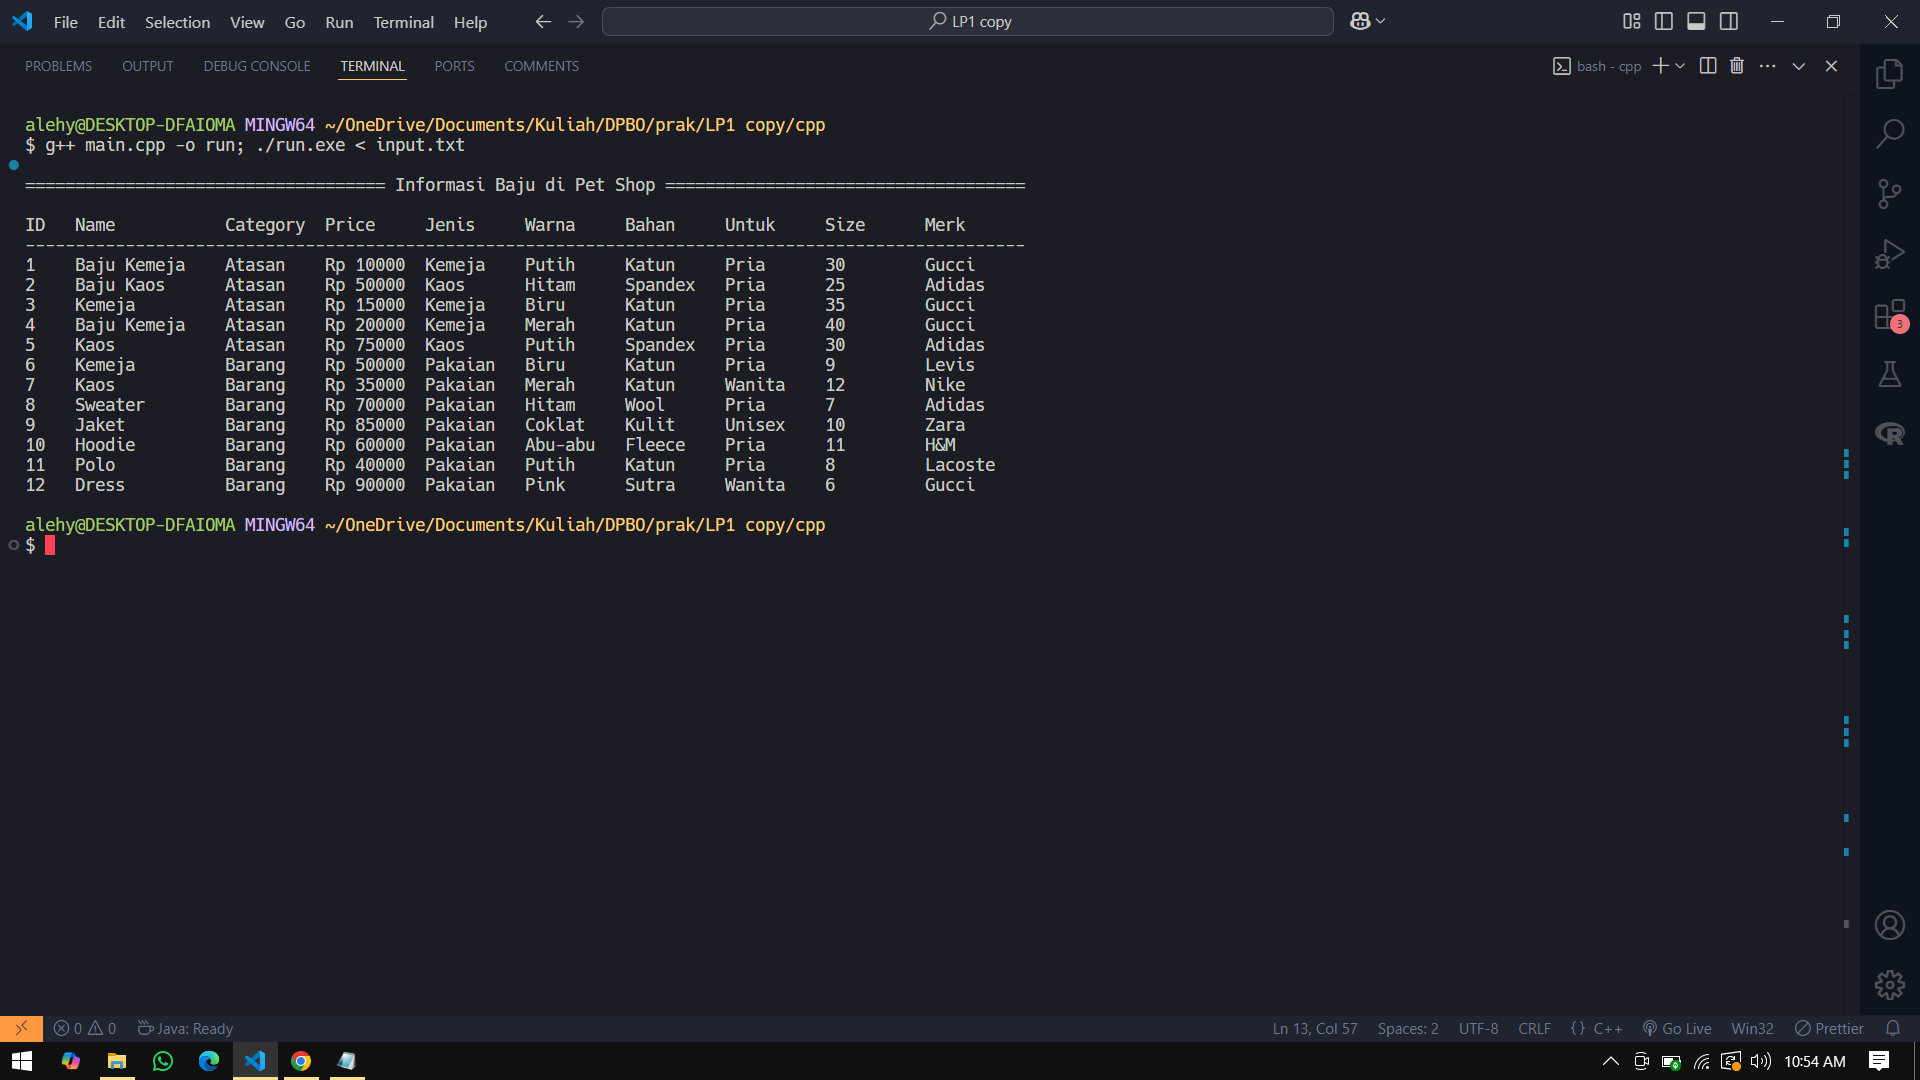 File Edit Selection View Go Run Terminal Help LP1 copy
PROBLEMS OUTPUT DEBUG CONSOLE TERMINAL PORTS COMMENTS bash - cpp
alehy@DESKTOP-DFAIOMA MINGW64 ~/OneDrive/Documents/Kuliah/DPBO/prak/LP1 copy/cpp
$ g++ main.cpp -o run; ./run.exe < input.txt
==================================== Informasi Baju di Pet Shop ====================================
ID Name Category Price Jenis Warna Bahan Untuk Size Merk
----------------------------------------------------------------------------------------------------
1 Baju Kemeja Atasan Rp 10000 Kemeja Putih Katun Pria 30 Gucci
2 Baju Kaos Atasan Rp 50000 Kaos Hitam Spandex Pria 25 Adidas
3 Kemeja Atasan Rp 15000 Kemeja Biru Katun Pria 35 Gucci
4 Baju Kemeja Atasan Rp 20000 Kemeja Merah Katun Pria 40 Gucci
5 Kaos Atasan Rp 75000 Kaos Putih Spandex Pria 30 Adidas
6 Kemeja Barang Rp 50000 Pakaian Biru Katun Pria 9 Levis
7 Kaos Barang Rp 35000 Pakaian Merah Katun Wanita 12 Nike
8 Sweater Barang Rp 70000 Pakaian Hitam Wool Pria 7 Adidas
9 Jaket Barang Rp 85000 Pakaian Coklat Kulit Unisex 10 Zara
10 Hoodie Barang Rp 60000 Pakaian Abu-abu Fleece Pria 11 H&M
11 Polo Barang Rp 40000 Pakaian Putih Katun Pria 8 Lacoste
12 Dress Barang Rp 90000 Pakaian Pink Sutra Wanita 6 Gucci
alehy@DESKTOP-DFAIOMA MINGW64 ~/OneDrive/Documents/Kuliah/DPBO/prak/LP1 copy/cpp
$
3
0 0 Java: Ready Ln 13, Col 57 Spaces: 2 UTF-8 CRLF {} C++ Go Live Win32 Prettier
10:54 AM